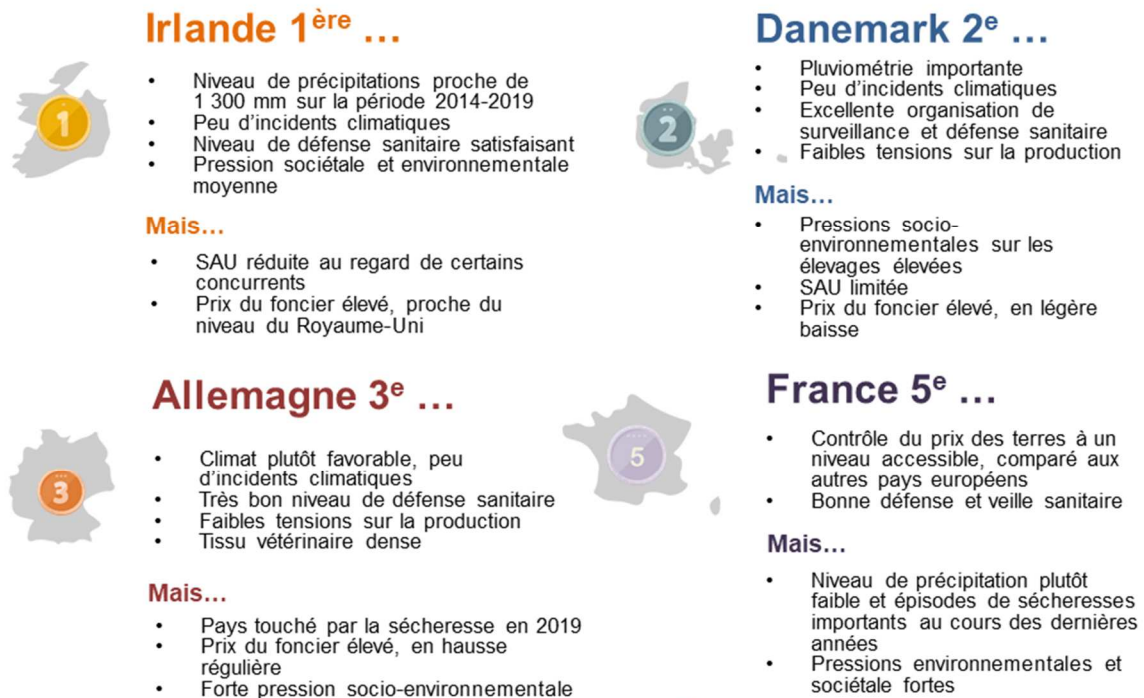 Irlande 1ère ...
1
• Niveau de précipitations proche de
1 300 mm sur la période 2014-2019
• Peu d'incidents climatiques
• Niveau de défense sanitaire satisfaisant
• Pression sociétale et environnementale
moyenne
Mais...
• SAU réduite au regard de certains
concurrents
• Prix du foncier élevé, proche du
niveau du Royaume-Uni
Danemark 2e ...
2
• Pluviométrie importante
• Peu d'incidents climatiques
• Excellente organisation de
surveillance et défense sanitaire
• Faibles tensions sur la production
Mais...
• Pressions socio-
environnementales sur les
élevages élevées
• SAU limitée
• Prix du foncier élevé, en légère
baisse
Allemagne 3e ...
3
• Climat plutôt favorable, peu
d'incidents climatiques
• Très bon niveau de défense sanitaire
• Faibles tensions sur la production
• Tissu vétérinaire dense
Mais...
• Pays touché par la sécheresse en 2019
• Prix du foncier élevé, en hausse
régulière
• Forte pression socio-environnementale
France 5e ...
5
• Contrôle du prix des terres à un
niveau accessible, comparé aux
autres pays européens
• Bonne défense et veille sanitaire
Mais...
• Niveau de précipitation plutôt
faible et épisodes de sécheresses
importants au cours des dernières
années
• Pressions environnementales et
sociétale fortes